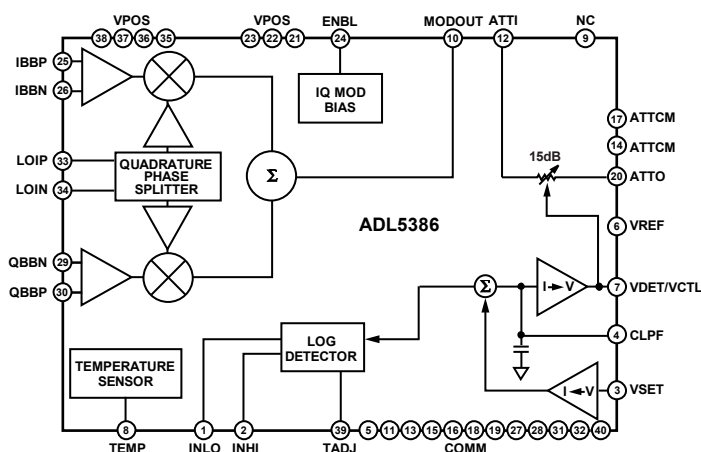 VPOS VPOS ENBL MODOUT ATTI NC
38 37 36 35 23 22 21 24 10 12 9
IBBP 25
IBBN 26
IQ MOD
BIAS
17 ATTCM
14 ATTCM
LOIP 33
LOIN 34
QUADRATURE
PHASE
SPLITTER
Σ
15dB
20 ATTO
ADL5386
6 VREF
QBBN 29
QBBP 30
Σ
I V
7 VDET/VCTL
LOG
DETECTOR
4 CLPF
TEMPERATURE
SENSOR
I V
3 VSET
8 1 2 39 5 11 13 15 16 18 19 27 28 31 32 40
TEMP INLO INHI TADJ COMM